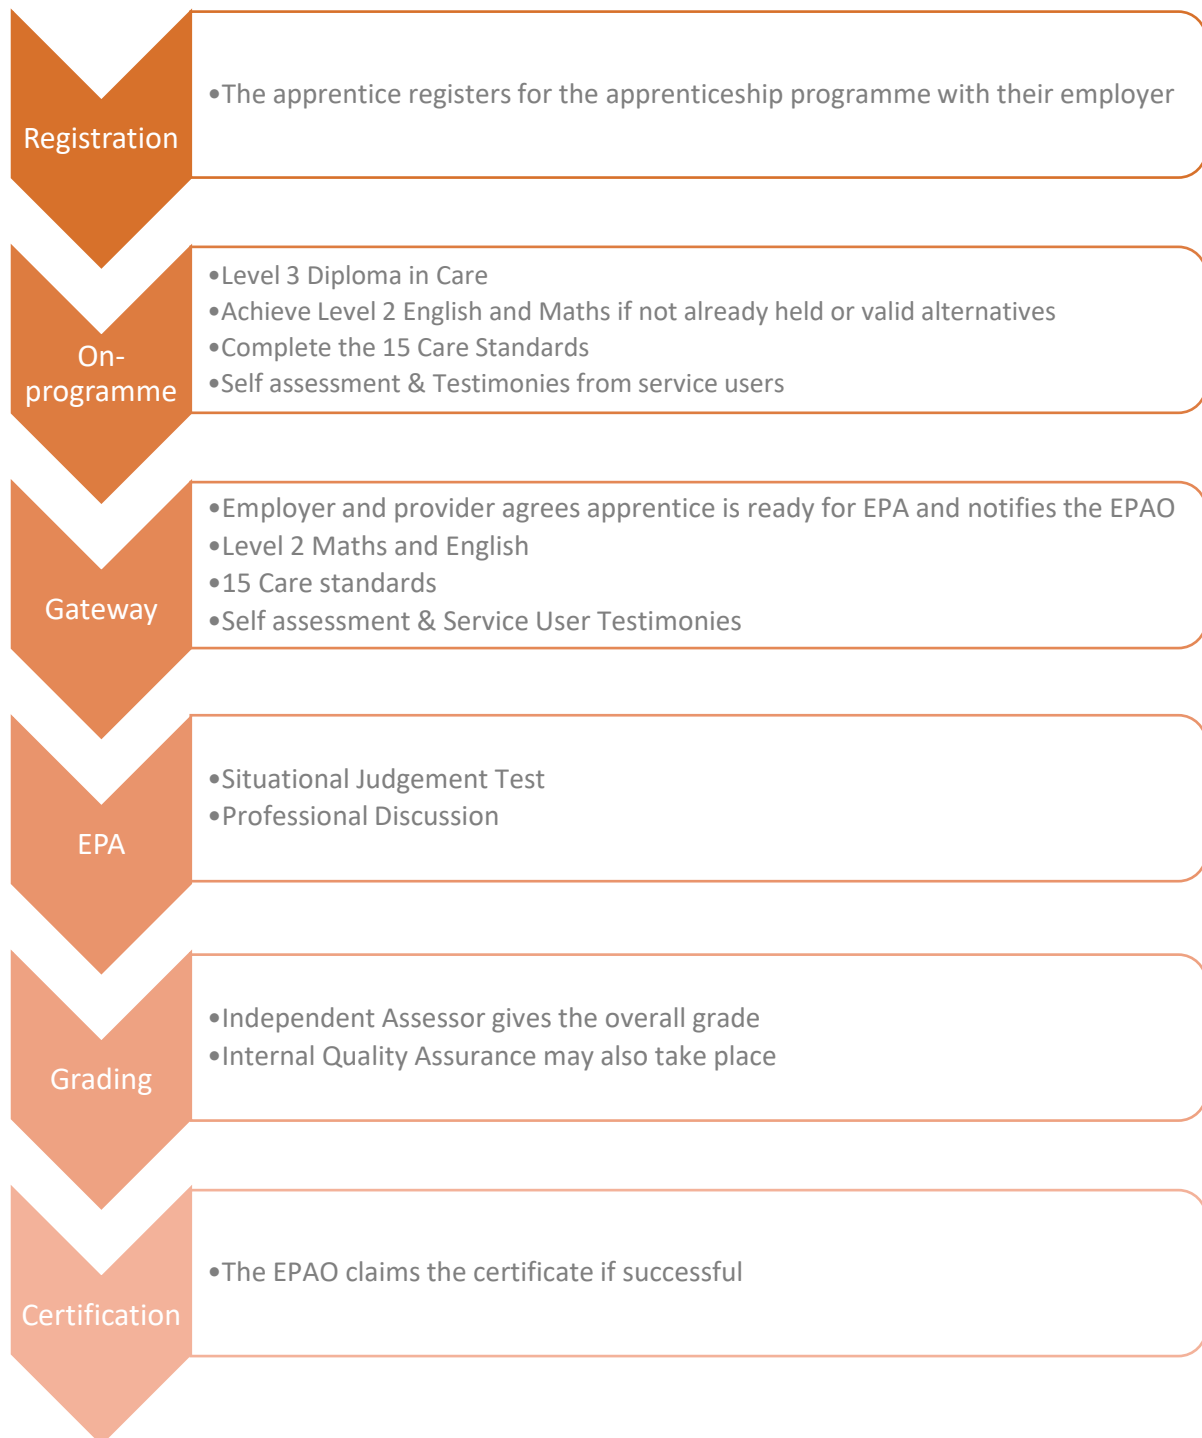 Registration
•The apprentice registers for the apprenticeship programme with their employer
On-
programme
•Level 3 Diploma in Care
•Achieve Level 2 English and Maths if not already held or valid alternatives
•Complete the 15 Care Standards
•Self assessment & Testimonies from service users
Gateway
•Employer and provider agrees apprentice is ready for EPA and notifies the EPAO
•Level 2 Maths and English
•15 Care standards
•Self assessment & Service User Testimonies
EPA
•Situational Judgement Test
•Professional Discussion
Grading
•Independent Assessor gives the overall grade
•Internal Quality Assurance may also take place
Certification
•The EPAO claims the certificate if successful